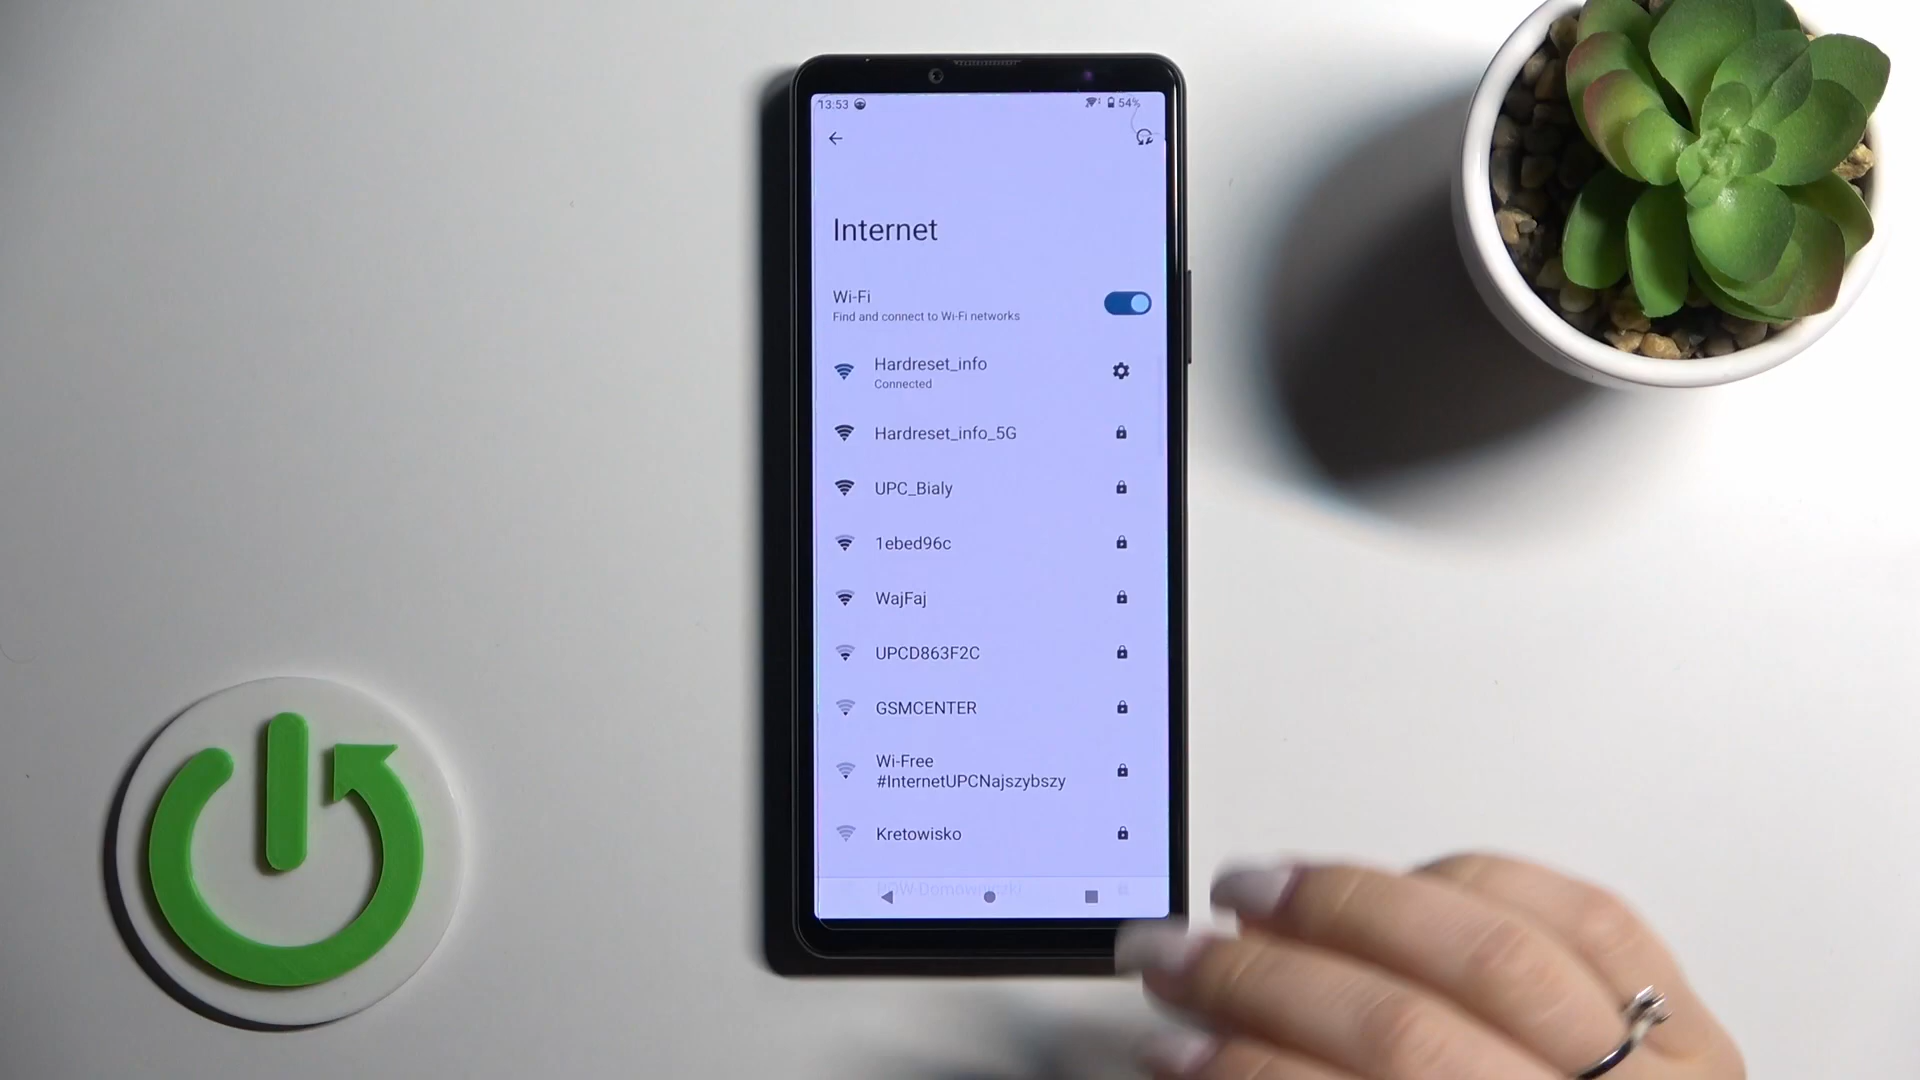 13:53
54%
Internet
Wi-Fi
Find and connect to Wi-Fi networks
Hardreset_info
Connected
Hardreset_info_5G
UPC_Bialy
1ebed96c
WajFaj
UPCD863F2C
GSMCENTER
Wi-Free
#InternetUPCNajszybszy
Kretowisko